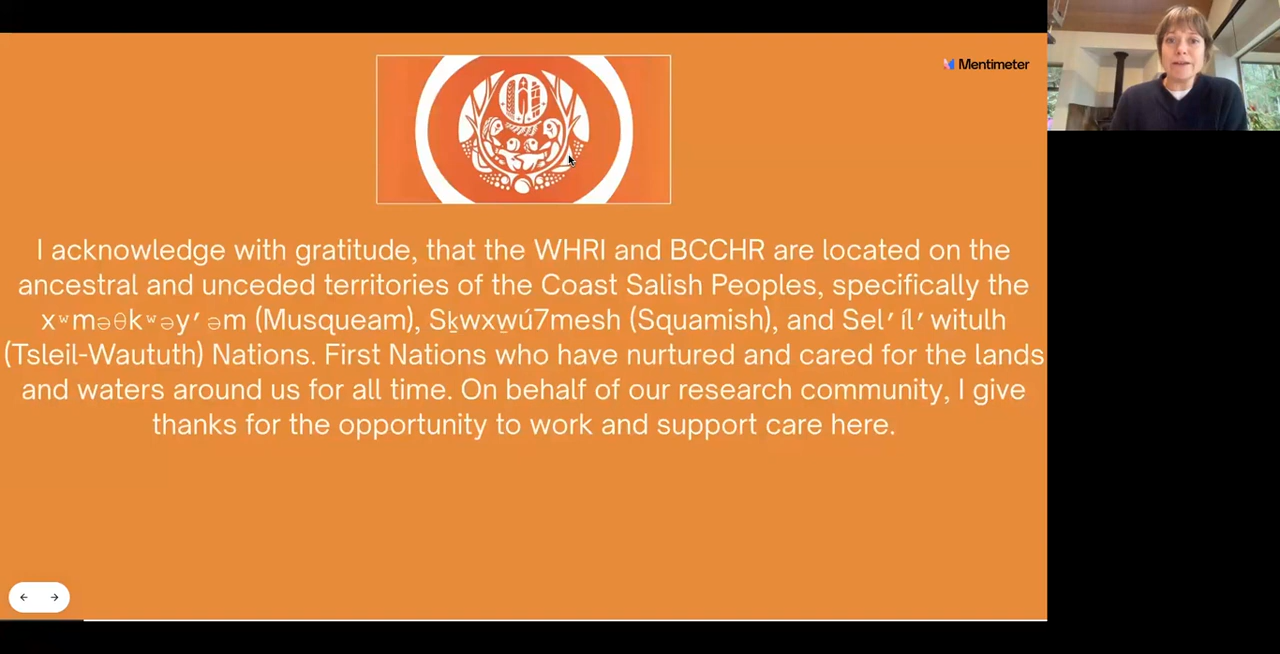 Mentimeter
I acknowledge with gratitude, that the WHRI and BCCHR are located on the
ancestral and unceded territories of the Coast Salish Peoples, specifically the
xʷməθkʷəy̓ əm (Musqueam), Sḵwxwú7mesh (Squamish), and Sel̓ íl̓ witulh
(Tsleil-Waututh) Nations. First Nations who have nurtured and cared for the lands
and waters around us for all time. On behalf of our research community, I give
thanks for the opportunity to work and support care here.